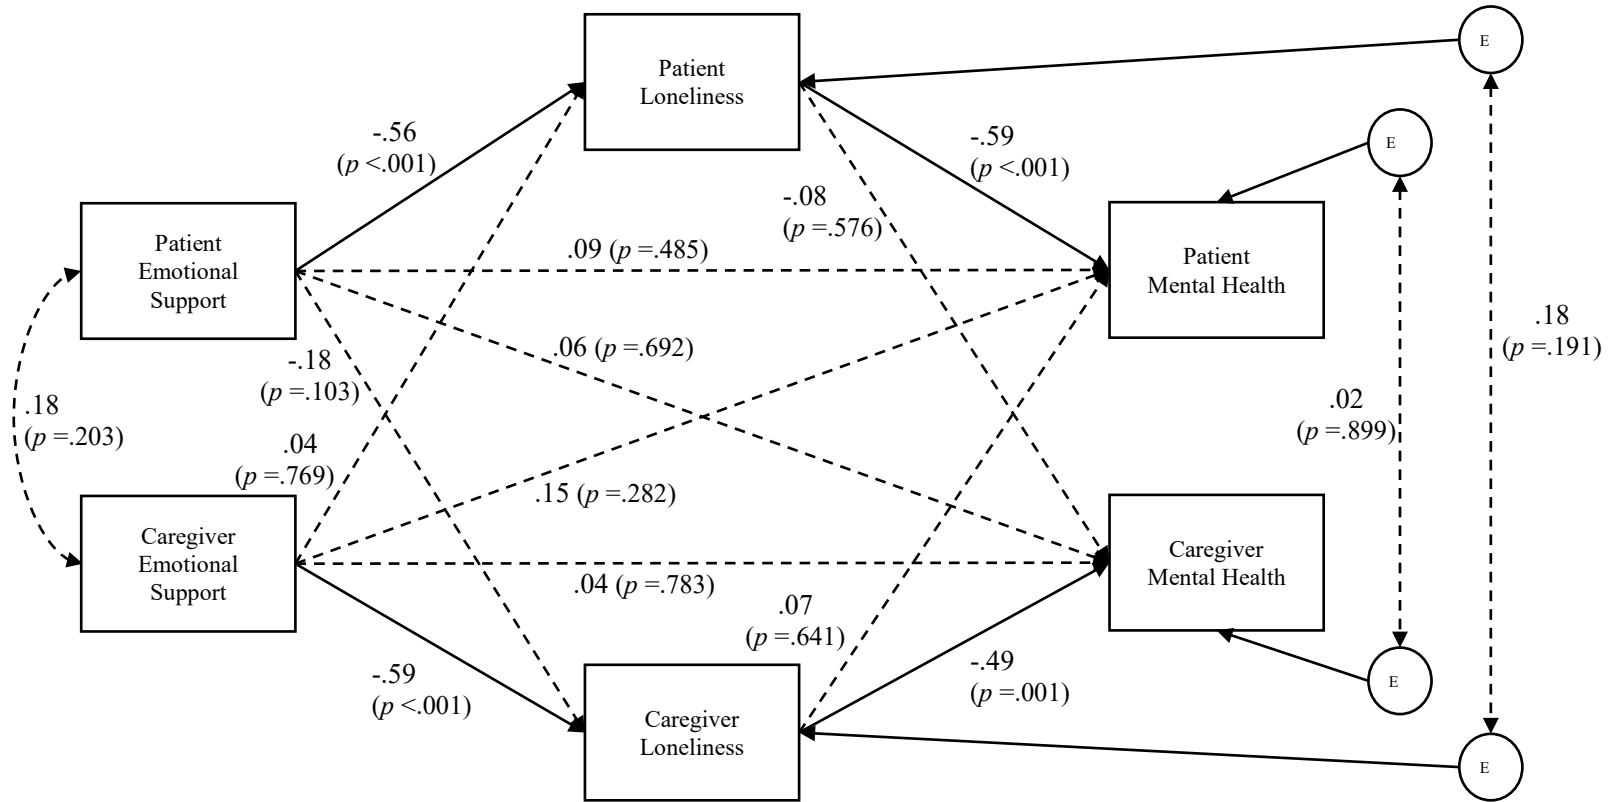 Patient
Loneliness
E
-.56
(p <.001)
-.59
(p <.001)
E
-.08
(p =.576)
Patient
Emotional
Support
.09 (p =.485)
Patient
Mental Health
.18
(p =.191)
-.18
(p =.103)
.06 (p =.692)
.18
(p =.203)
.02
(p =.899)
.04
(p =.769)
.15 (p =.282)
Caregiver
Emotional
Support
Caregiver
Mental Health
.04 (p =.783)
.07
(p =.641)
-.59
(p <.001)
-.49
(p =.001)
E
Caregiver
Loneliness
E